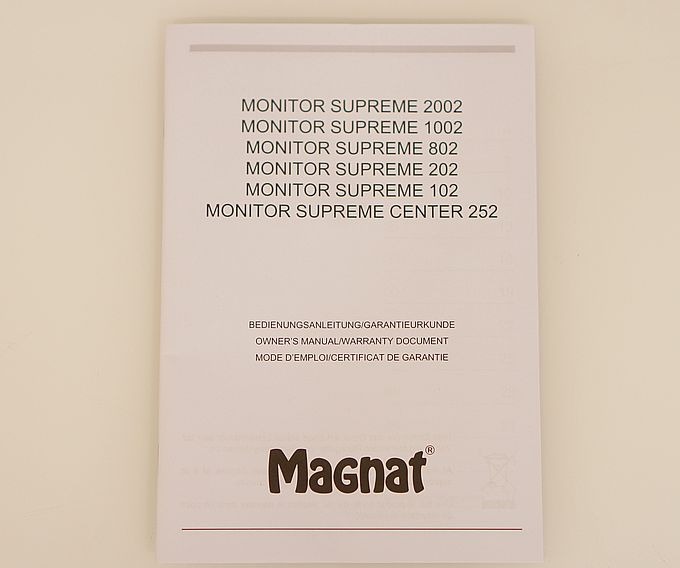 MONITOR SUPREME 2002
MONITOR SUPREME 1002
MONITOR SUPREME 802
MONITOR SUPREME 202
MONITOR SUPREME 102
MONITOR SUPREME CENTER 252
BEDIENUNGSANLEITUNG/GARANTIEURKUNDE
OWNER'S MANUAL/WARRANTY DOCUMENT
MODE D'EMPLOI/CERTIFICAT DE GARANTIE
Magnat®